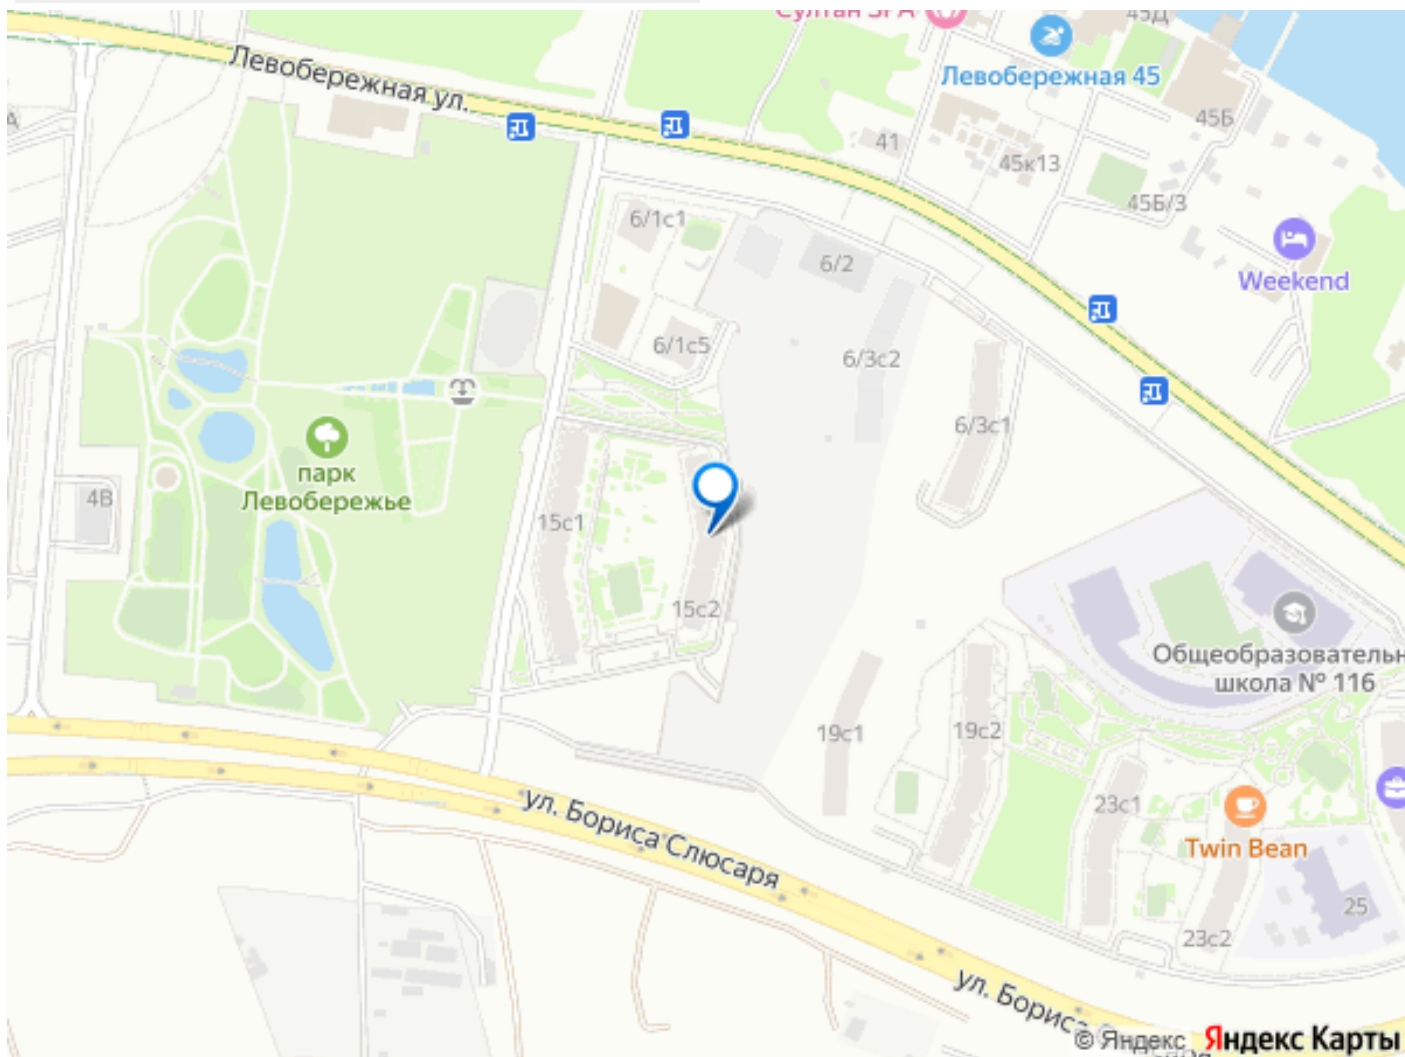 Султан SPA
45Д
Левобережная ул.
Левобережная 45
45Б
41
45к13
45Б/3
6/1с1
6/2
Weekend
6/1с5
6/3с2
6/3с1
парк
Левобережье
4В
15с1
15с2
Общеобразовательн
школа № 116
19с1
19с2
23с1
Twin Bean
ул. Бориса Слюсаря
25
23с2
ул. Бориса
© Яндекс Яндекс Карты